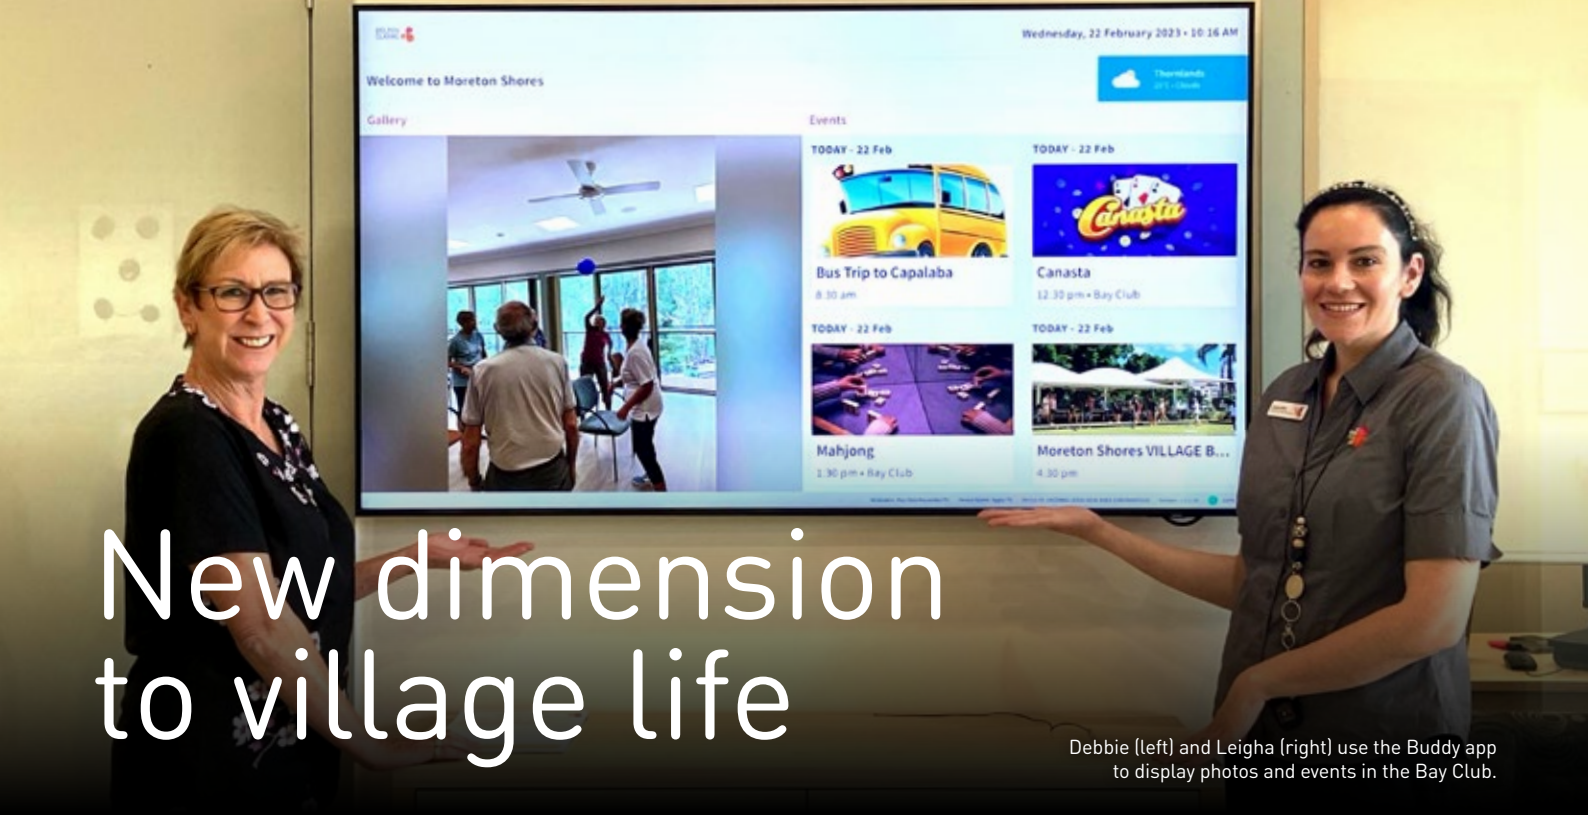 Wednesday, 22 February 2023 • 10:16 AM
Welcome to Moreton Shores
Thornlands
Gallery
Events
TODAY - 22 Feb
Bus Trip to Capalaba
8.30 am
TODAY - 22 Feb
Canasta
Canasta
12.30 pm • Bay Club
TODAY - 22 Feb
Mahjong
1.30 pm • Bay Club
TODAY - 22 Feb
Moreton Shores VILLAGE B...
4.30 pm
New dimension
to village life
Debbie (left) and Leigha (right) use the Buddy app
to display photos and events in the Bay Club.